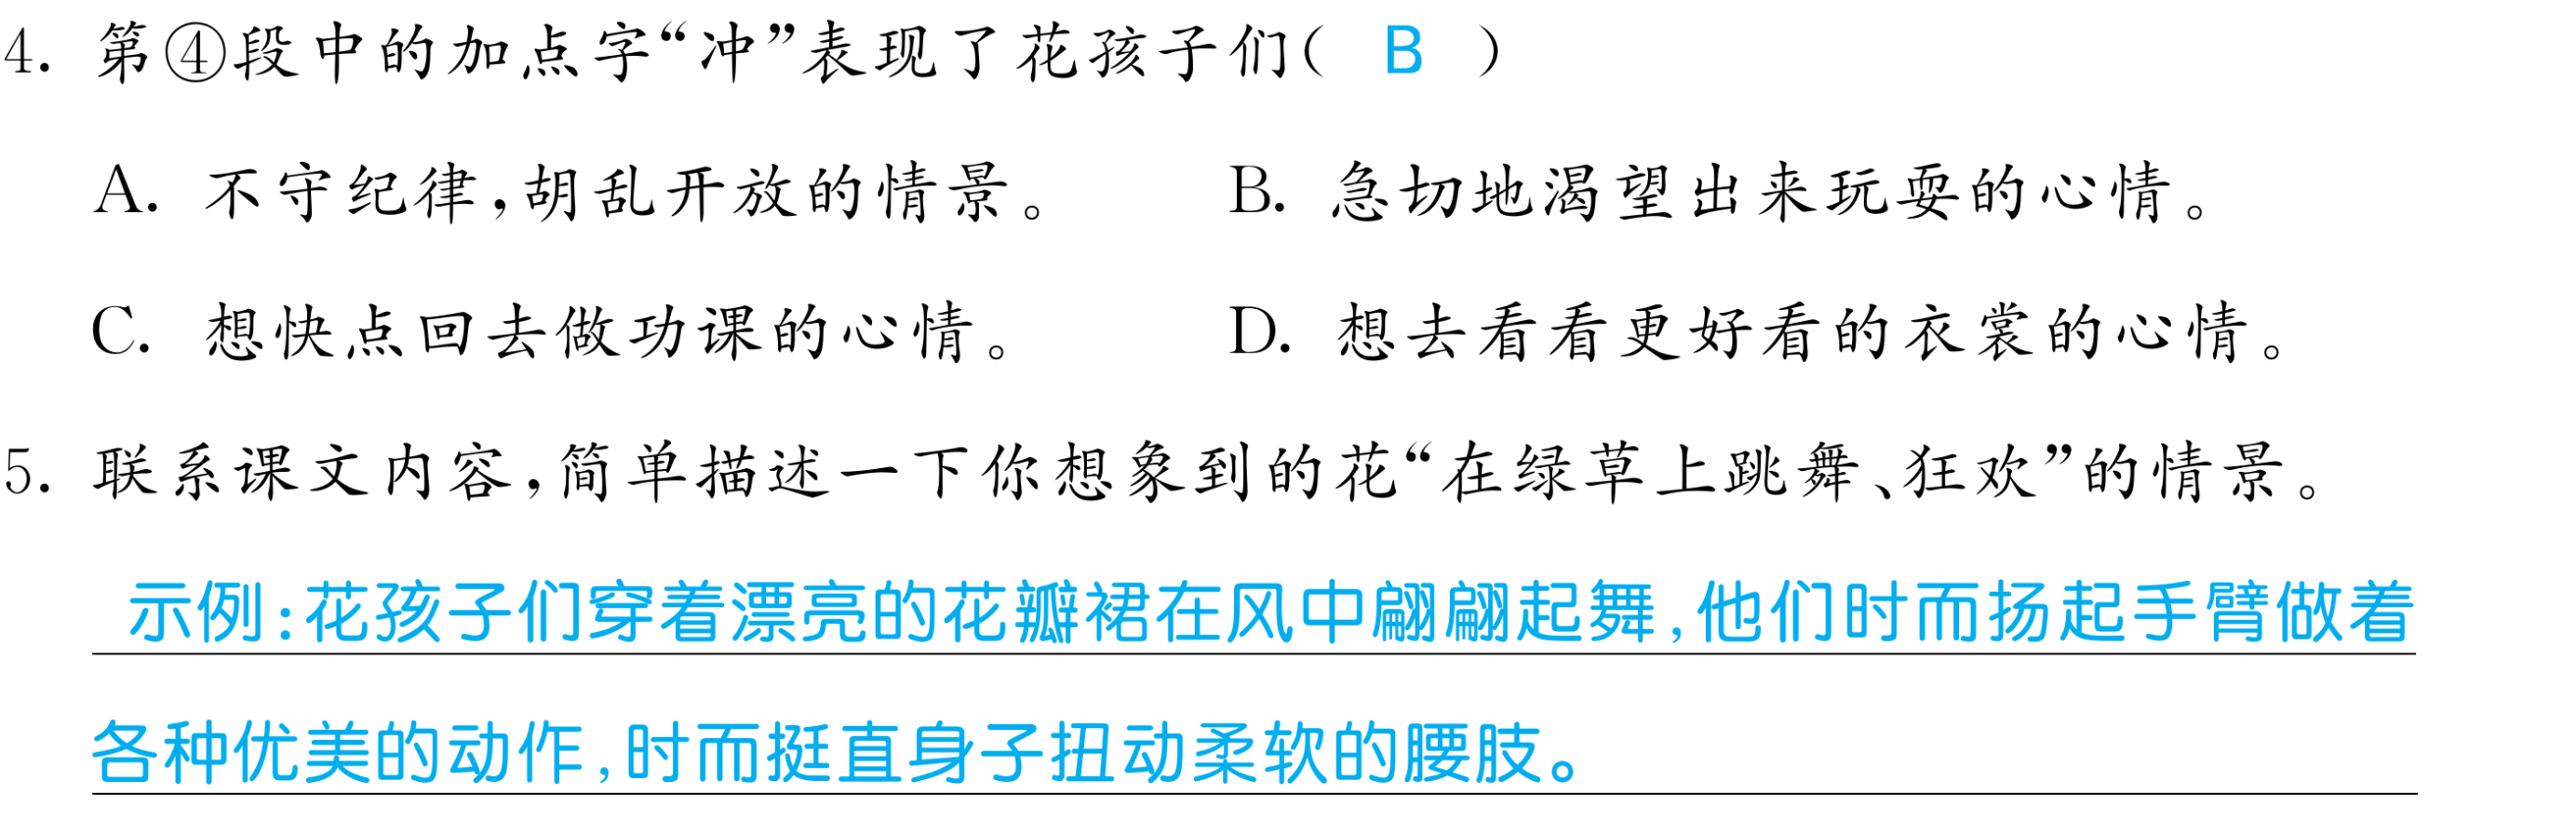 4. 第④段中的加点字“冲”表现了花孩子们( B )
A. 不守纪律,胡乱开放的情景。 B. 急切地渴望出来玩耍的心情。
C. 想快点回去做功课的心情。 D. 想去看看更好看的衣裳的心情。
5. 联系课文内容,简单描述一下你想象到的花“在绿草上跳舞、狂欢”的情景。
示例:花孩子们穿着漂亮的花瓣裙在风中翩翩起舞,他们时而扬起手臂做着
各种优美的动作,时而挺直身子扭动柔软的腰肢。